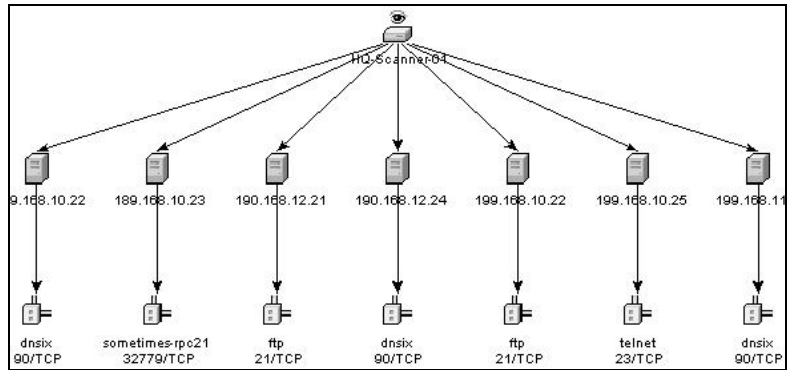 HQ-Scanner-01
9.168.10.22 189.168.10.23 190.168.12.21 190.168.12.24 199.168.10.22 199.168.10.25 199.168.11
dnsix sometimes-rpc21 ftp dnsix ftp telnet dnsix
90/TCP 32779/TCP 21/TCP 90/TCP 21/TCP 23/TCP 90/TCP